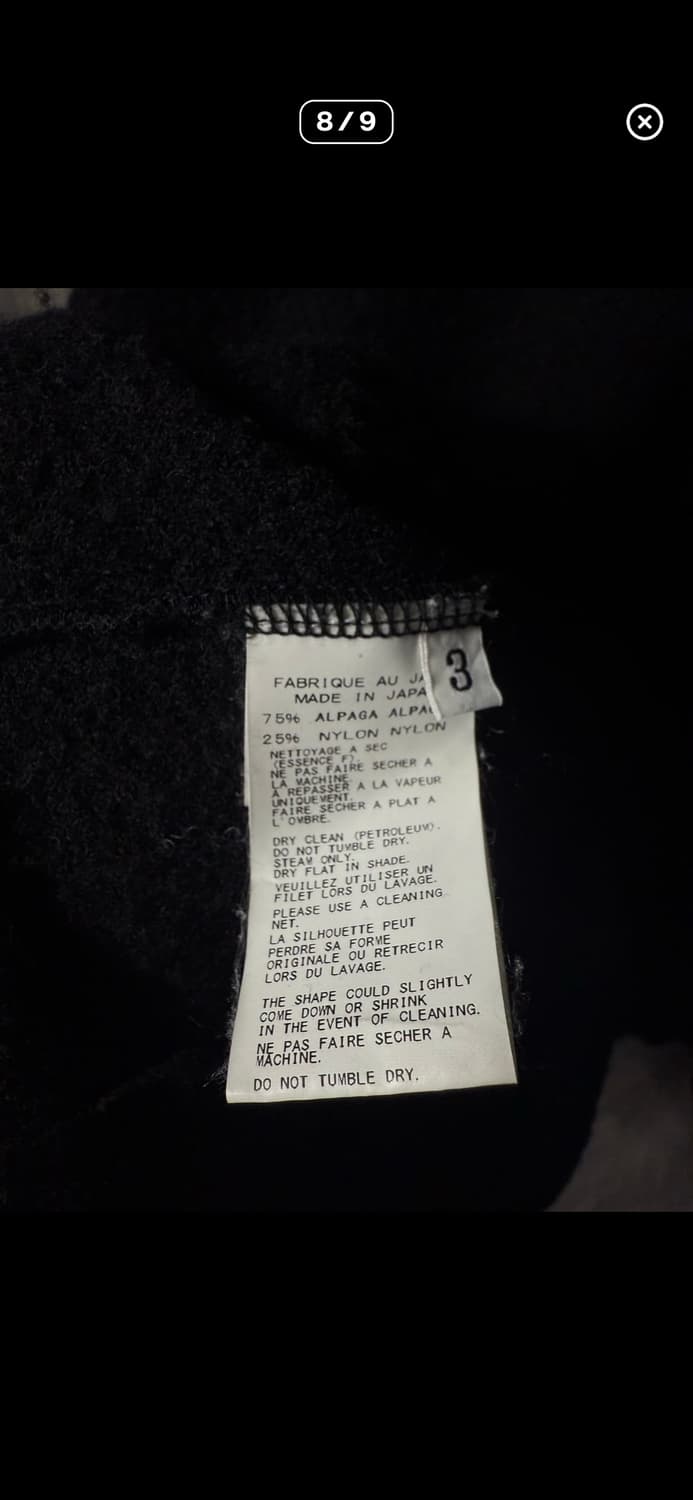 8/9
3
FABRIQUE AU JA
MADE IN JAPA
75% ALPAGA ALPA
25% NYLON NYLON
NETTOYAGE A SEC
(ESSENCE F).
NE PAS FAIRE SECHER A
LA MACHINE.
A REPASSER A LA VAPEUR
UNIQUEMENT.
FAIRE SECHER A PLAT A
L'OMBRE.
DRY CLEAN (PETROLEUM).
DO NOT TUMBLE DRY.
STEAM ONLY.
DRY FLAT IN SHADE.
VEUILLEZ UTILISER UN
FILET LORS DU LAVAGE.
PLEASE USE A CLEANING
NET.
LA SILHOUETTE PEUT
PERDRE SA FORME
ORIGINALE OU RETRECIR
LORS DU LAVAGE.
THE SHAPE COULD SLIGHTLY
COME DOWN OR SHRINK
IN THE EVENT OF CLEANING.
NE PAS FAIRE SECHER A
MACHINE.
DO NOT TUMBLE DRY.